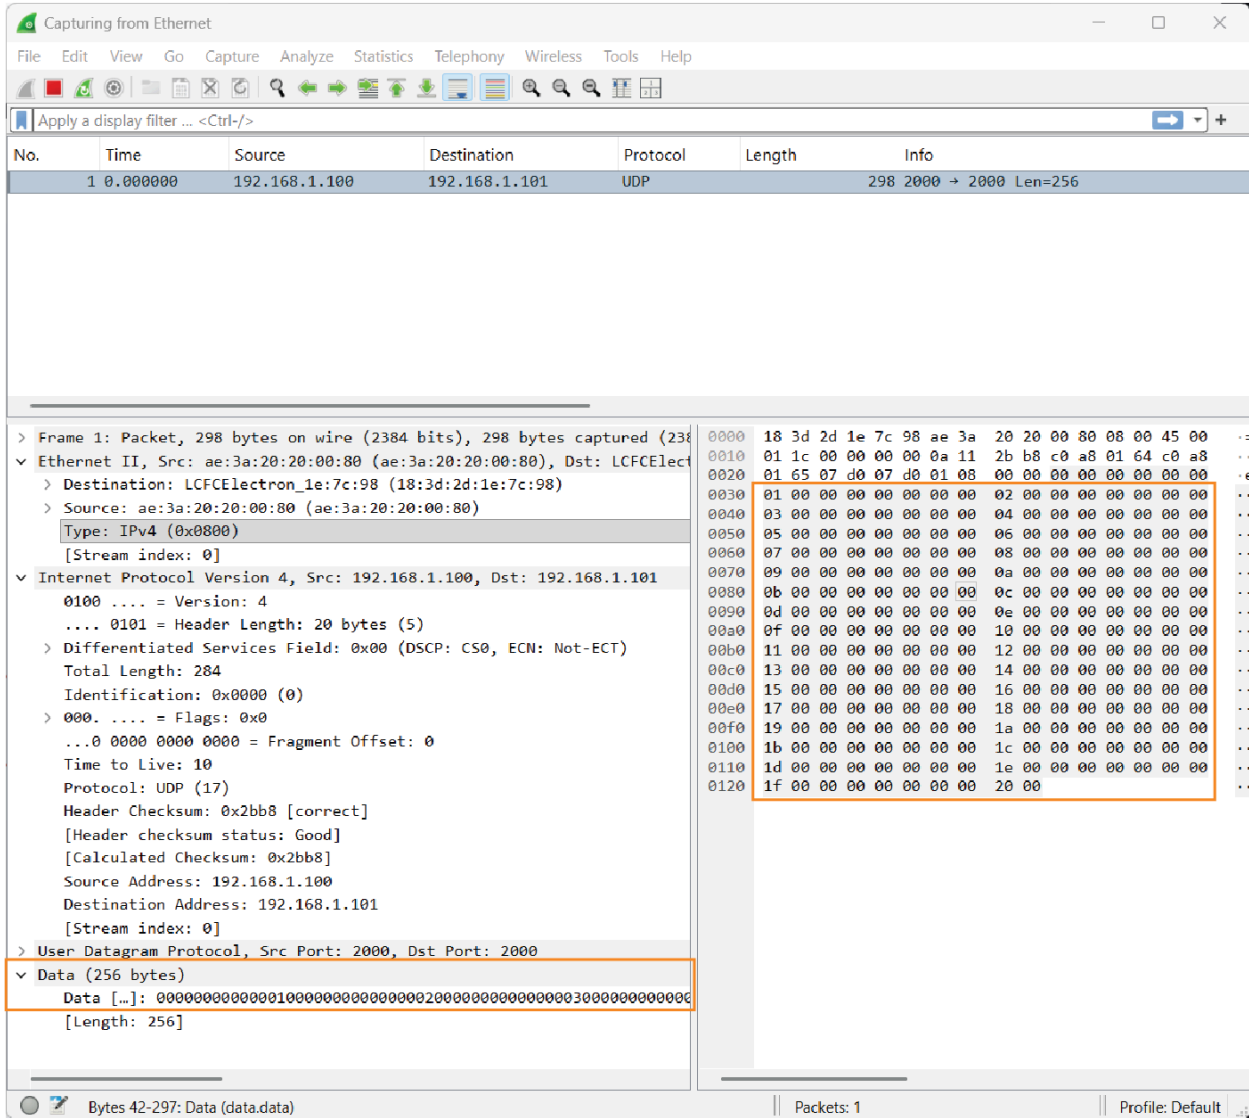 Capturing from Ethernet
File Edit View Go Capture Analyze Statistics Telephony Wireless Tools Help
Apply a display filter ... <Ctrl-/>
No. Time Source Destination Protocol Length Info
1 0.000000 192.168.1.100 192.168.1.101 UDP 298 2000 → 2000 Len=256
> Frame 1: Packet, 298 bytes on wire (2384 bits), 298 bytes captured (238
Ethernet II, Src: ae:3a:20:20:00:80 (ae:3a:20:20:00:80), Dst: LCFCElect
> Destination: LCFCElectron_1e:7c:98 (18:3d:2d:1e:7c:98)
> Source: ae:3a:20:20:00:80 (ae:3a:20:20:00:80)
Type: IPv4 (0x0800)
[Stream index: 0]
Internet Protocol Version 4, Src: 192.168.1.100, Dst: 192.168.1.101
0100 .... = Version: 4
.... 0101 = Header Length: 20 bytes (5)
> Differentiated Services Field: 0x00 (DSCP: CS0, ECN: Not-ECT)
Total Length: 284
Identification: 0x0000 (0)
> 000. .... = Flags: 0x0
...0 0000 0000 0000 = Fragment Offset: 0
Time to Live: 10
Protocol: UDP (17)
Header Checksum: 0x2bb8 [correct]
[Header checksum status: Good]
[Calculated Checksum: 0x2bb8]
Source Address: 192.168.1.100
Destination Address: 192.168.1.101
[Stream index: 0]
> User Datagram Protocol, Src Port: 2000, Dst Port: 2000
Data (256 bytes)
Data […]: 0000000000000100000000000000020000000000000003000000000000
[Length: 256]
0000 18 3d 2d 1e 7c 98 ae 3a 20 20 00 80 08 00 45 00
0010 01 1c 00 00 00 00 0a 11 2b b8 c0 a8 01 64 c0 a8
0020 01 65 07 d0 07 d0 01 08 00 00 00 00 00 00 00 00
0030 01 00 00 00 00 00 00 00 02 00 00 00 00 00 00 00
0040 03 00 00 00 00 00 00 00 04 00 00 00 00 00 00 00
0050 05 00 00 00 00 00 00 00 06 00 00 00 00 00 00 00
0060 07 00 00 00 00 00 00 00 08 00 00 00 00 00 00 00
0070 09 00 00 00 00 00 00 00 0a 00 00 00 00 00 00 00
0080 0b 00 00 00 00 00 00 00 0c 00 00 00 00 00 00 00
0090 0d 00 00 00 00 00 00 00 0e 00 00 00 00 00 00 00
00a0 0f 00 00 00 00 00 00 00 10 00 00 00 00 00 00 00
00b0 11 00 00 00 00 00 00 00 12 00 00 00 00 00 00 00
00c0 13 00 00 00 00 00 00 00 14 00 00 00 00 00 00 00
00d0 15 00 00 00 00 00 00 00 16 00 00 00 00 00 00 00
00e0 17 00 00 00 00 00 00 00 18 00 00 00 00 00 00 00
00f0 19 00 00 00 00 00 00 00 1a 00 00 00 00 00 00 00
0100 1b 00 00 00 00 00 00 00 1c 00 00 00 00 00 00 00
0110 1d 00 00 00 00 00 00 00 1e 00 00 00 00 00 00 00
0120 1f 00 00 00 00 00 00 00 20 00
Bytes 42-297: Data (data.data) Packets: 1 Profile: Default